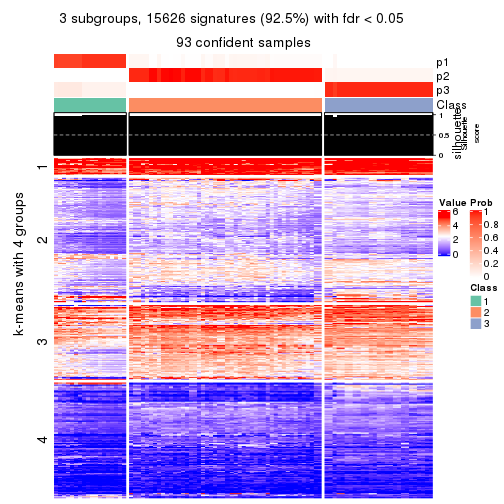 3 subgroups, 15626 signatures (92.5%) with fdr < 0.05
93 confident samples
p1
p2
p3
Class
1
0.5
0
silhouette
Silhouette
score
k-means with 4 groups
1
2
3
4
Value
6
4
2
0
Prob
1
0.8
0.6
0.4
0.2
0
Class
1
2
3